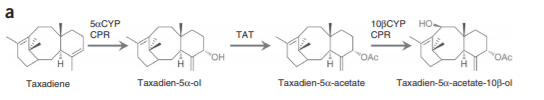 a
5αCYP
CPR
TAT
10βCYP
CPR
H
OH
H
OAc
H
HO
H
OAc
Taxadiene
Taxadien-5α-ol
Taxadien-5α-acetate
Taxadien-5α-acetate-10β-ol